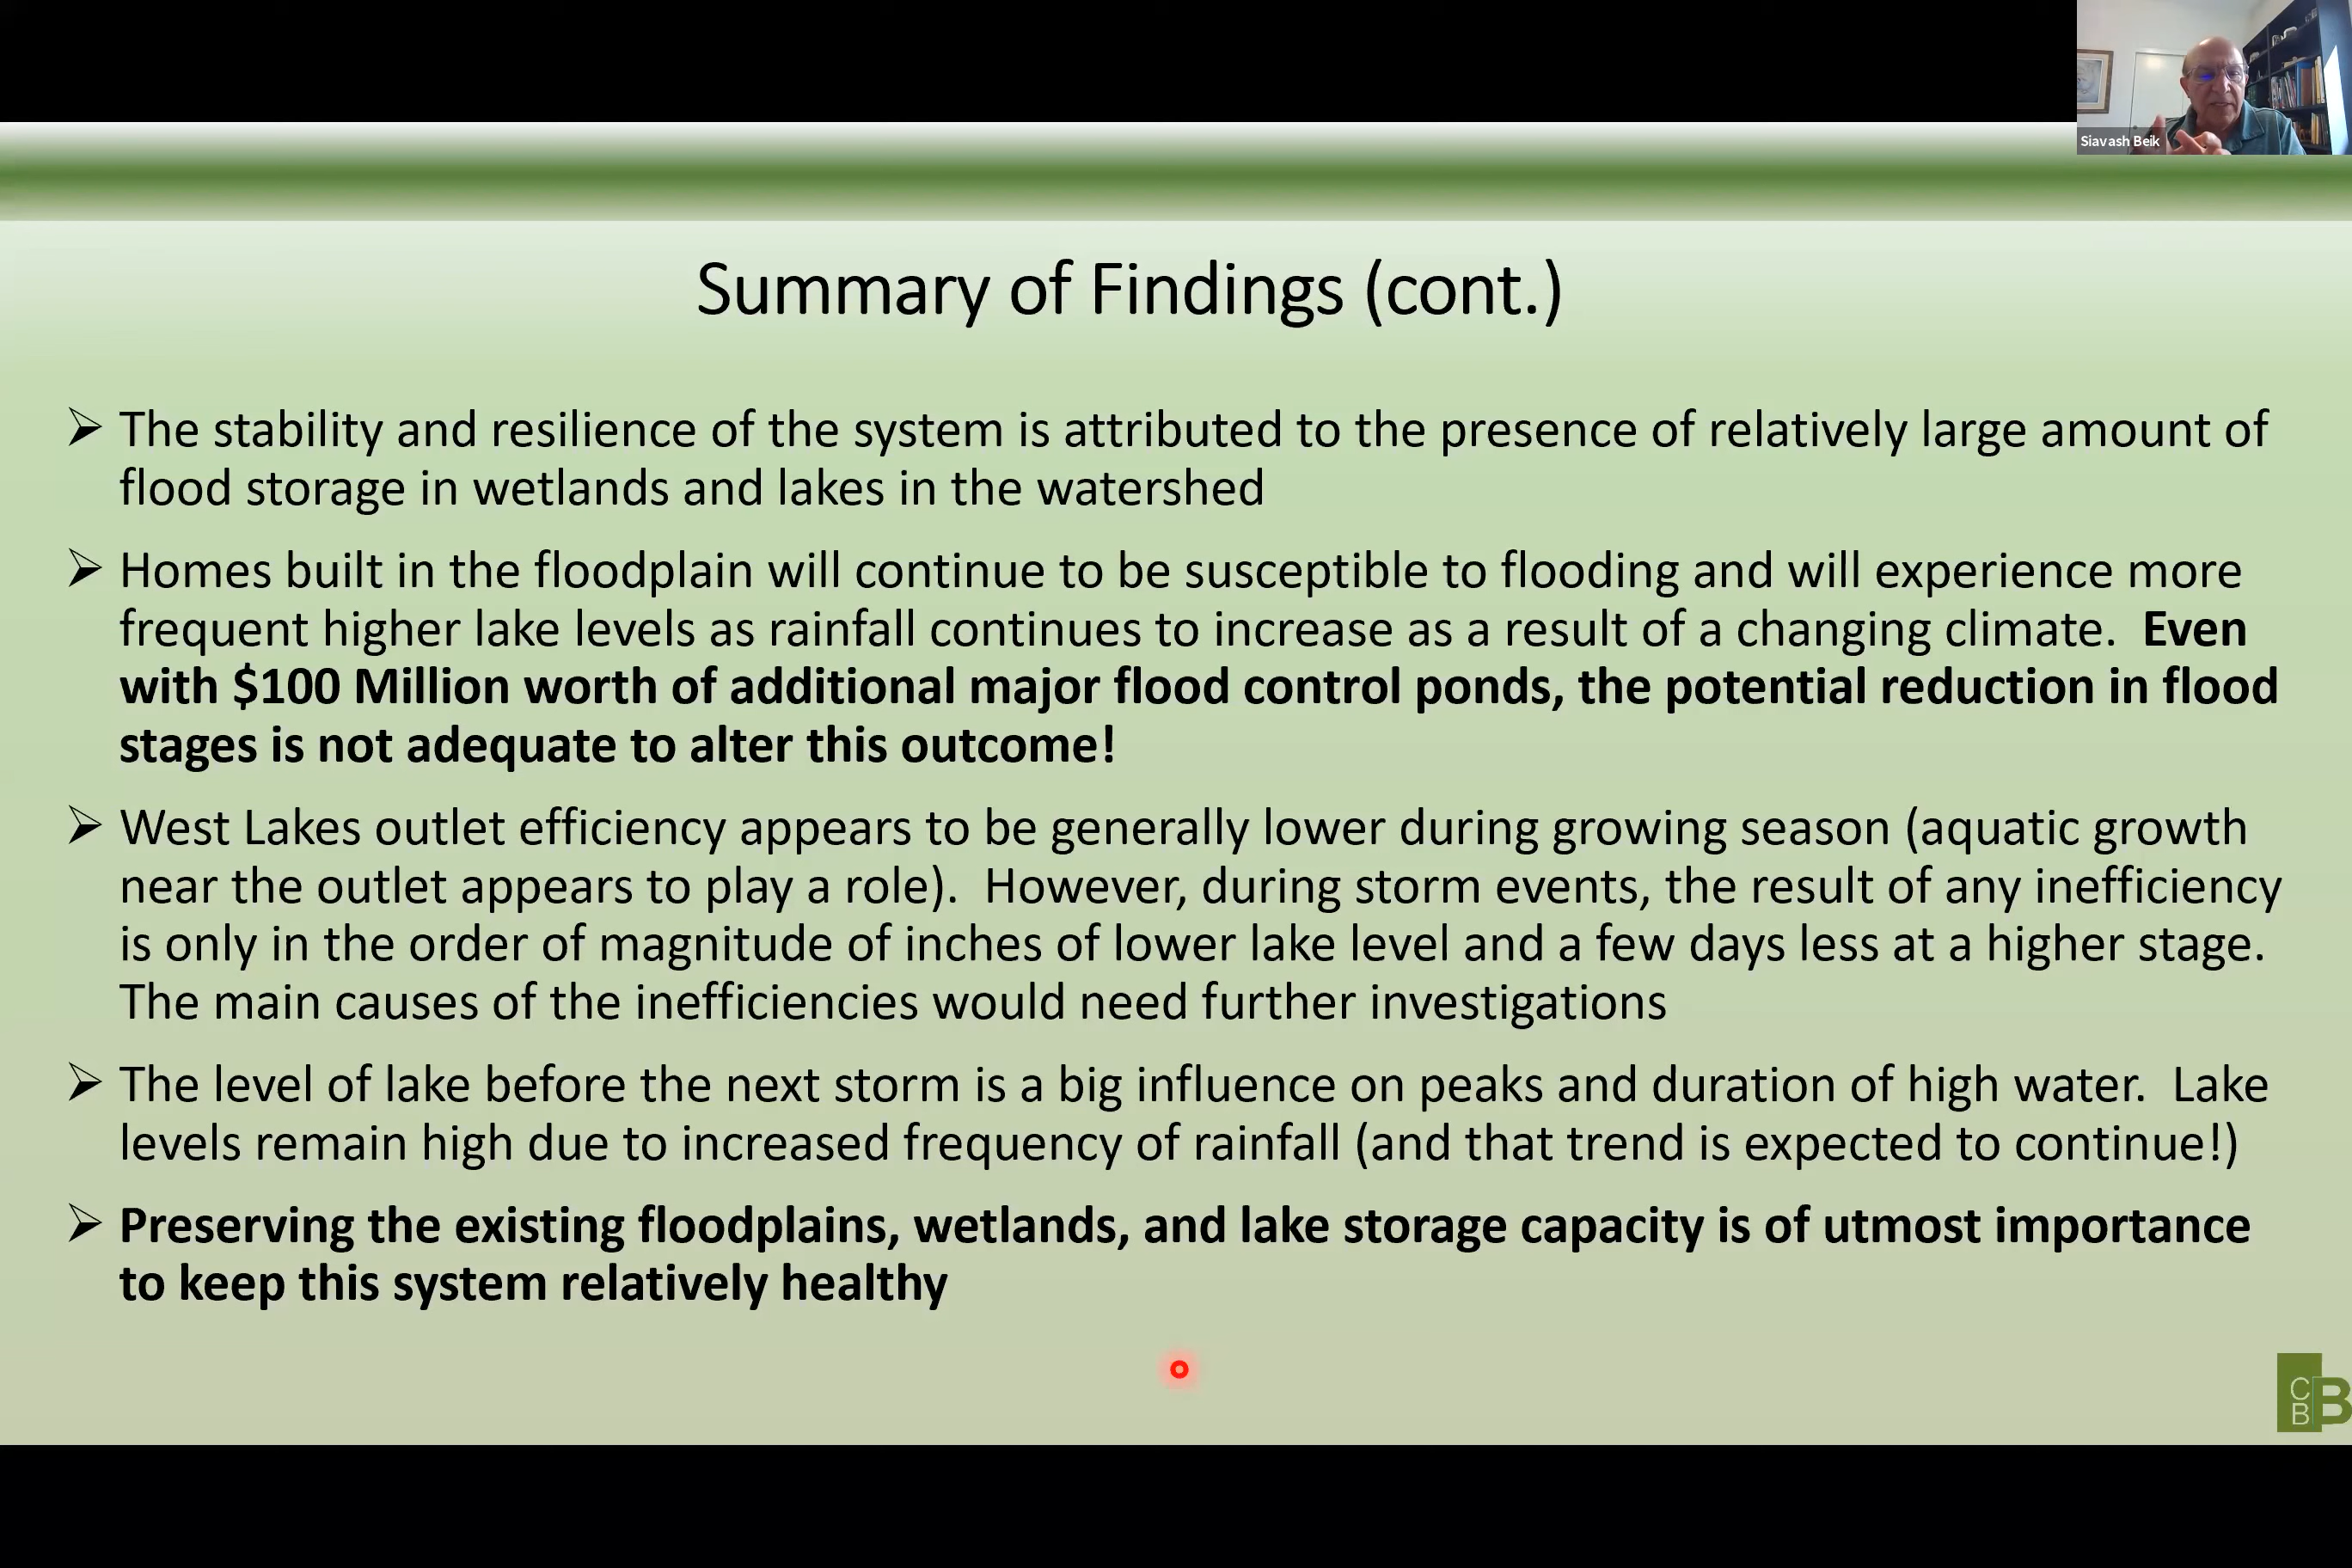 Siavash Beik
Summary of Findings (cont.)
➢ The stability and resilience of the system is attributed to the presence of relatively large amount of
flood storage in wetlands and lakes in the watershed
➢ Homes built in the floodplain will continue to be susceptible to flooding and will experience more
frequent higher lake levels as rainfall continues to increase as a result of a changing climate.  Even
with $100 Million worth of additional major flood control ponds, the potential reduction in flood
stages is not adequate to alter this outcome!
➢ West Lakes outlet efficiency appears to be generally lower during growing season (aquatic growth
near the outlet appears to play a role).  However, during storm events, the result of any inefficiency
is only in the order of magnitude of inches of lower lake level and a few days less at a higher stage.
The main causes of the inefficiencies would need further investigations
➢ The level of lake before the next storm is a big influence on peaks and duration of high water.  Lake
levels remain high due to increased frequency of rainfall (and that trend is expected to continue!)
➢ Preserving the existing floodplains, wetlands, and lake storage capacity is of utmost importance
to keep this system relatively healthy
C
B B